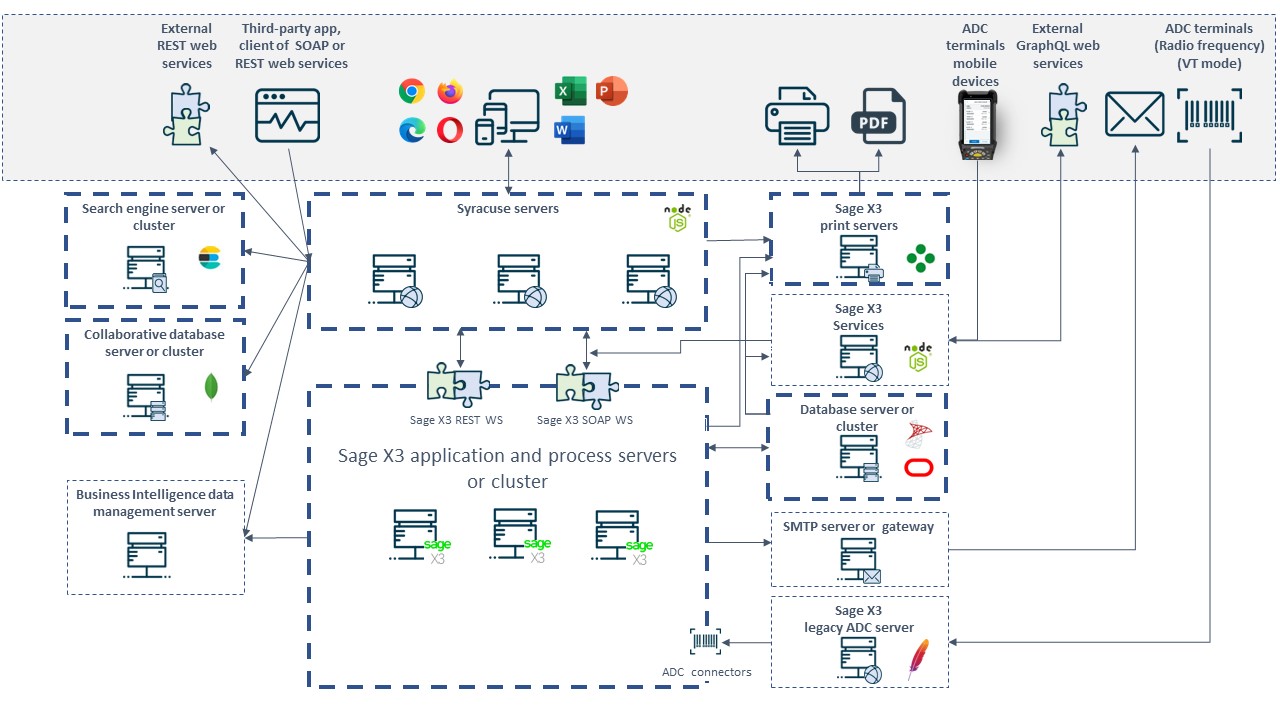 External
REST web
services
Third-party app,
client of SOAP or
REST web services
ADC
terminals
mobile
devices
External
GraphQL web
services
ADC terminals
(Radio frequency)
(VT mode)
X
P
W
PDF
Search engine server or
cluster
Syracuse servers
node
JS
Sage X3
print servers
Collaborative database
server or cluster
Sage X3
Services
node
JS
Sage X3 REST WS
Sage X3 SOAP WS
Database server or
cluster
Sage X3 application and process servers
or cluster
Business Intelligence data
management server
sage
X3
sage
X3
sage
X3
SMTP server or gateway
Sage X3
legacy ADC server
ADC connectors